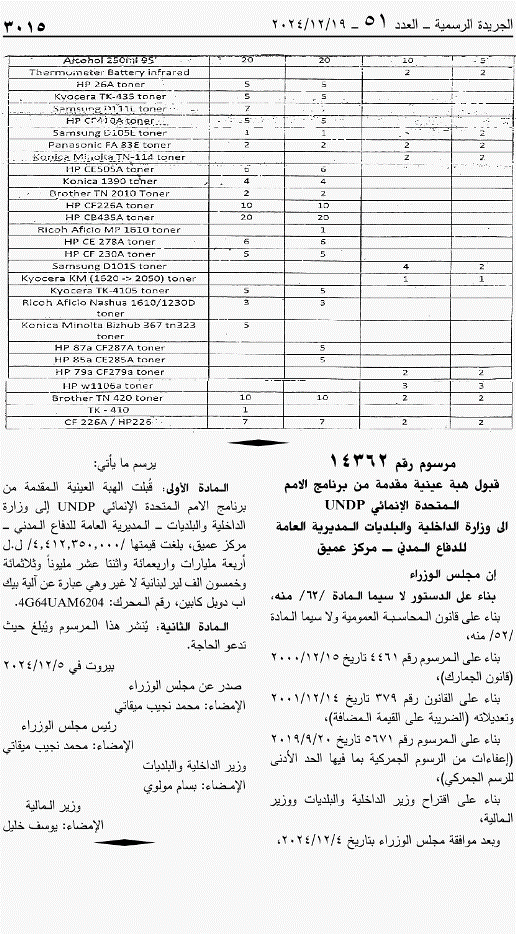 الجريدة الرسمية ــ العدد ٥١ ــ ٢٠٢٤/١٢/١٩
٣٠١٥
Alcohol 250ml 95 20 20 10 5
Thermometer Battery infrared 2 2
HP 26A toner 5 5
Kyocera TK-435 toner 5 5
Samsung D111L toner 7
HP CF410A toner 5 5
Samsung D105E toner 1 1 2
Panasonic FA 83E toner 2 2 2 2
Konica Minolta TN-114 toner 2 2
HP CE505A toner 6 6
Konica 1390 toner 4 4
Brother TN 2010 Toner 2 2
HP CF226A toner 10 10
HP CB435A toner 20 20
Ricoh Aficio MP 1610 toner 1
HP CE 278A toner 6 6
HP CF 230A toner 5 5
Samsung D101S toner 4 2
Kyocera KM (1620 -> 2050) toner 1 1
Kyocera TK-4105 toner 5 5
Ricoh Aficio Nashua 1610/1230D toner 3 3
Konica Minolta Bizhub 367 tn323 toner 5
HP 87a CF287A toner 5
HP 85a CE285A toner 5
HP 79a CF279a toner 2 2
HP w1106a toner 3 3
Brother TN 420 toner 10 10 2 2
TK - 410 1
CF 226A / HP226 7 7 2 2
مرسوم رقم ١٤٣٦٢
قبول هبة عينية مقدمة من برنامج الامم
المتحدة الإنمائي UNDP
الى وزارة الداخلية والبلديات المديرية العامة
للدفاع المدني ــ مركز عميق
إن مجلس الوزراء
بناء على الدستور لا سيما المادة /٦٢/ منه،
بناء على قانون المحاسبة العمومية ولا سيما المادة
/٥٢/ منه،
بناء على المرسوم رقم ٤٤٦١ تاريخ ٢٠٠٠/١٢/١٥
(قانون الجمارك)،
بناء على القانون رقم ٣٧٩ تاريخ ٢٠٠١/١٢/١٤
وتعديلاته (الضريبة على القيمة المضافة)،
بناء على المرسوم رقم ٥٦٧١ تاريخ ٢٠١٩/٩/٢٠
(إعفاءات من الرسوم الجمركية بما فيها الحد الأدنى
للرسم الجمركي)،
بناء على اقتراح وزير الداخلية والبلديات ووزير
المالية،
وبعد موافقة مجلس الوزراء بتاريخ ٢٠٢٤/١٢/٤،
يرسم ما يأتي:
المادة الأولى: قُبلت الهبة العينية المقدمة من
برنامج الامم المتحدة الإنمائي UNDP إلى وزارة
الداخلية والبلديات ــ المديرية العامة للدفاع المدني ــ
مركز عميق، بلغت قيمتها /٤,٤١٢,٣٥٠,٠٠٠/ ل.ل
أربعة مليارات واربعمائة واثنتا عشر مليوناً وثلاثمائة
وخمسون الف لير لبنانية لا غير وهي عبارة عن آلية بيك
اب دوبل كابين، رقم المحرك: 4G64UAM6204.
المادة الثانية: يُنشر هذا المرسوم ويُبلغ حيث
تدعو الحاجة.
بيروت في ٢٠٢٤/١٢/٥
صدر عن مجلس الوزراء
الإمضاء: محمد نجيب ميقاتي
رئيس مجلس الوزراء
الإمضاء: محمد نجيب ميقاتي
وزير الداخلية والبلديات
الإمضاء: بسام مولوي
وزير المالية
الإمضاء: يوسف خليل